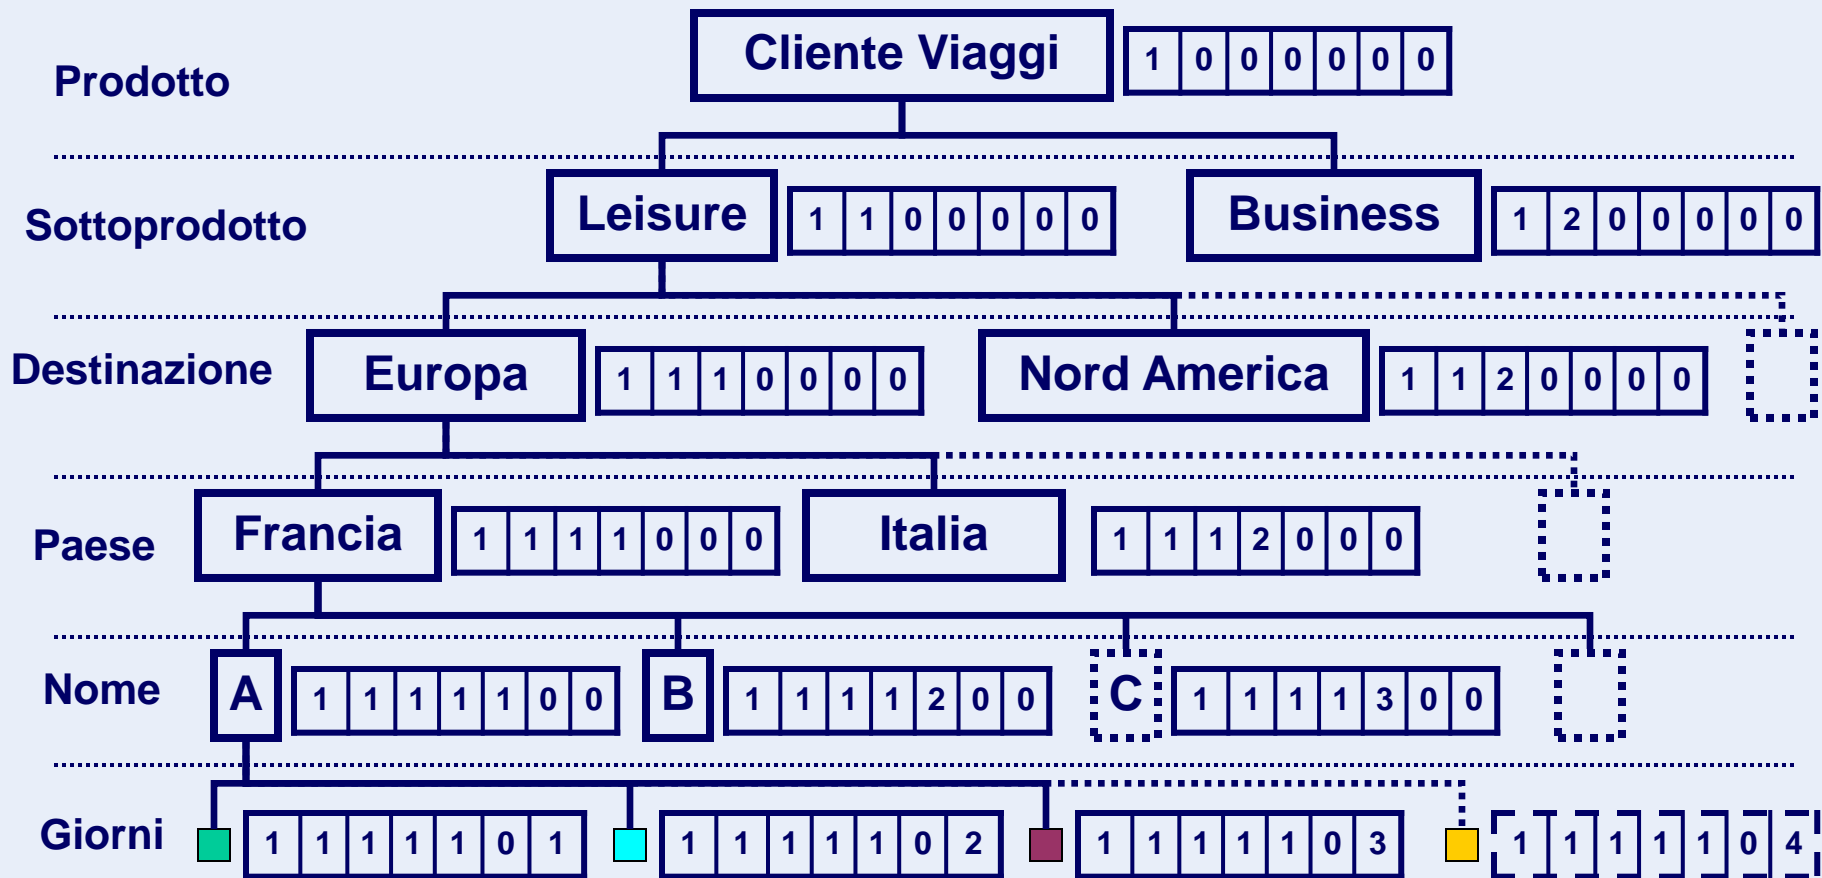 Prodotto
Cliente Viaggi 1 0 0 0 0 0 0
Sottoprodotto
Leisure 1 1 0 0 0 0 0
Business 1 2 0 0 0 0 0
Destinazione
Europa 1 1 1 0 0 0 0
Nord America 1 1 2 0 0 0 0
Paese
Francia 1 1 1 1 0 0 0
Italia 1 1 1 2 0 0 0
Nome
A 1 1 1 1 1 0 0
B 1 1 1 1 2 0 0
C 1 1 1 1 3 0 0
Giorni
1 1 1 1 1 0 1
1 1 1 1 1 0 2
1 1 1 1 1 0 3
1 1 1 1 1 0 4